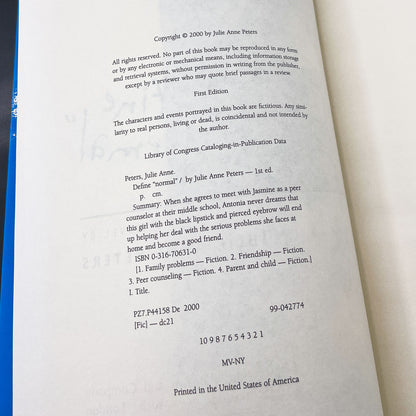 Copyright © 2000 by Julie Anne Peters
All rights reserved. No part of this book may be reproduced in any form
or by any electronic or mechanical means, including information storage
and retrieval systems, without permission in writing from the publisher,
except by a reviewer who may quote brief passages in a review.
First Edition
The characters and events portrayed in this book are fictitious. Any simi-
larity to real persons, living or dead, is coincidental and not intended by
the author.
Library of Congress Cataloging-in-Publication Data
Peters, Julie Anne.
Define "normal" / by Julie Anne Peters — 1st ed.
p. cm.
Summary: When she agrees to meet with Jasmine as a peer
counselor at their middle school, Antonia never dreams that
this girl with the black lipstick and pierced eyebrow will end
up helping her deal with the serious problems she faces at
home and become a good friend.
ISBN 0-316-70631-0
[1. Family problems — Fiction. 2. Friendship — Fiction.
3. Peer counseling — Fiction. 4. Parent and child — Fiction.]
I. Title.
PZ7.P44158 De 2000
[Fic] — dc21
99-042774
10 9 8 7 6 5 4 3 2 1
MV-NY
Printed in the United States of America